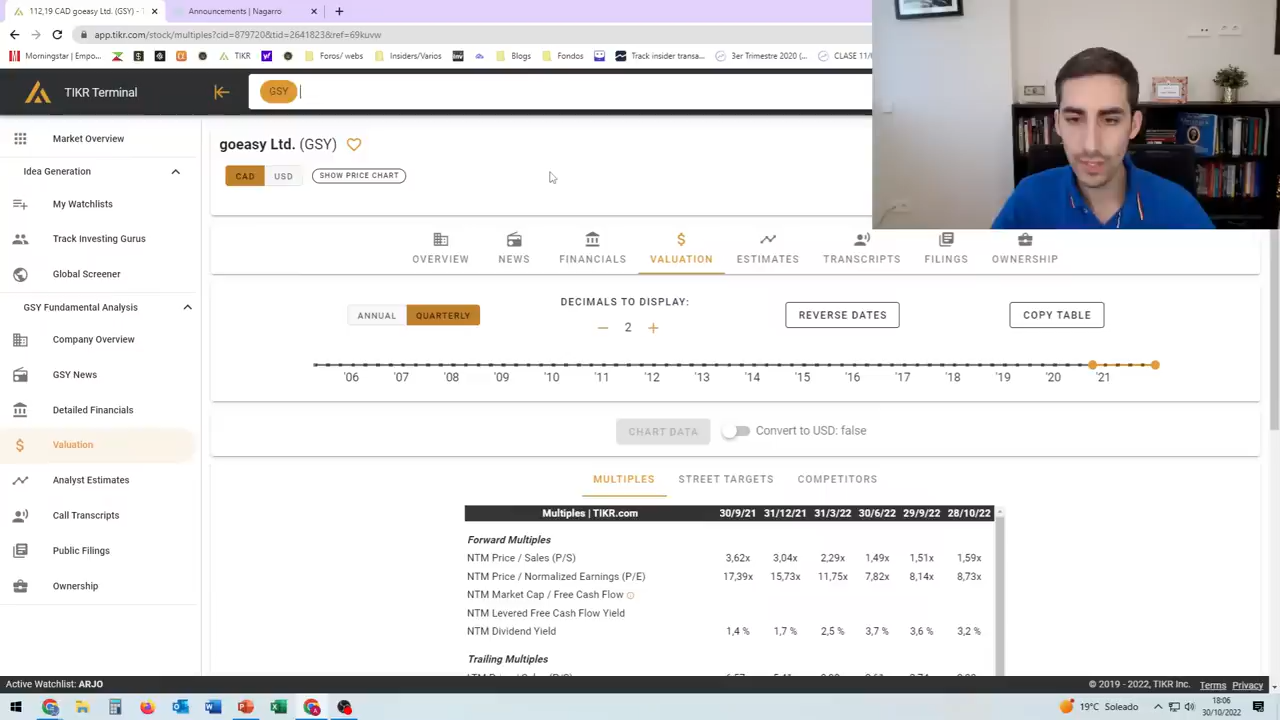 112,19 CAD goeasy Ltd. (GSY) -
Announcements | Nagarro
app.tikr.com/stock/multiples?cid=879720&tid=2641823&ref=69kuvw
Morningstar | Empo...
TIKR
Foros/ webs
Insiders/Varios
Blogs
Fondos
Track insider transa...
3er Trimestre 2020 (...
CLASE 11/
TIKR Terminal
GSY
Market Overview
Idea Generation
My Watchlists
Track Investing Gurus
Global Screener
GSY Fundamental Analysis
Company Overview
GSY News
Detailed Financials
Valuation
Analyst Estimates
Call Transcripts
Public Filings
Ownership
goeasy Ltd. (GSY)
CAD USD SHOW PRICE CHART
OVERVIEW NEWS FINANCIALS VALUATION ESTIMATES TRANSCRIPTS FILINGS OWNERSHIP
ANNUAL QUARTERLY
DECIMALS TO DISPLAY:
2
REVERSE DATES
COPY TABLE
'06 '07 '08 '09 '10 '11 '12 '13 '14 '15 '16 '17 '18 '19 '20 '21
CHART DATA Convert to USD: false
MULTIPLES STREET TARGETS COMPETITORS
Multiples | TIKR.com 30/9/21 31/12/21 31/3/22 30/6/22 29/9/22 28/10/22
Forward Multiples
NTM Price / Sales (P/S) 3,62x 3,04x 2,29x 1,49x 1,51x 1,59x
NTM Price / Normalized Earnings (P/E) 17,39x 15,73x 11,75x 7,82x 8,14x 8,73x
NTM Market Cap / Free Cash Flow
NTM Levered Free Cash Flow Yield
NTM Dividend Yield 1,4 % 1,7 % 2,5 % 3,7 % 3,6 % 3,2 %
Trailing Multiples
Active Watchlist: ARJO
© 2019 - 2022, TIKR Inc. Terms Privacy
19°C Soleado
18:06
30/10/2022